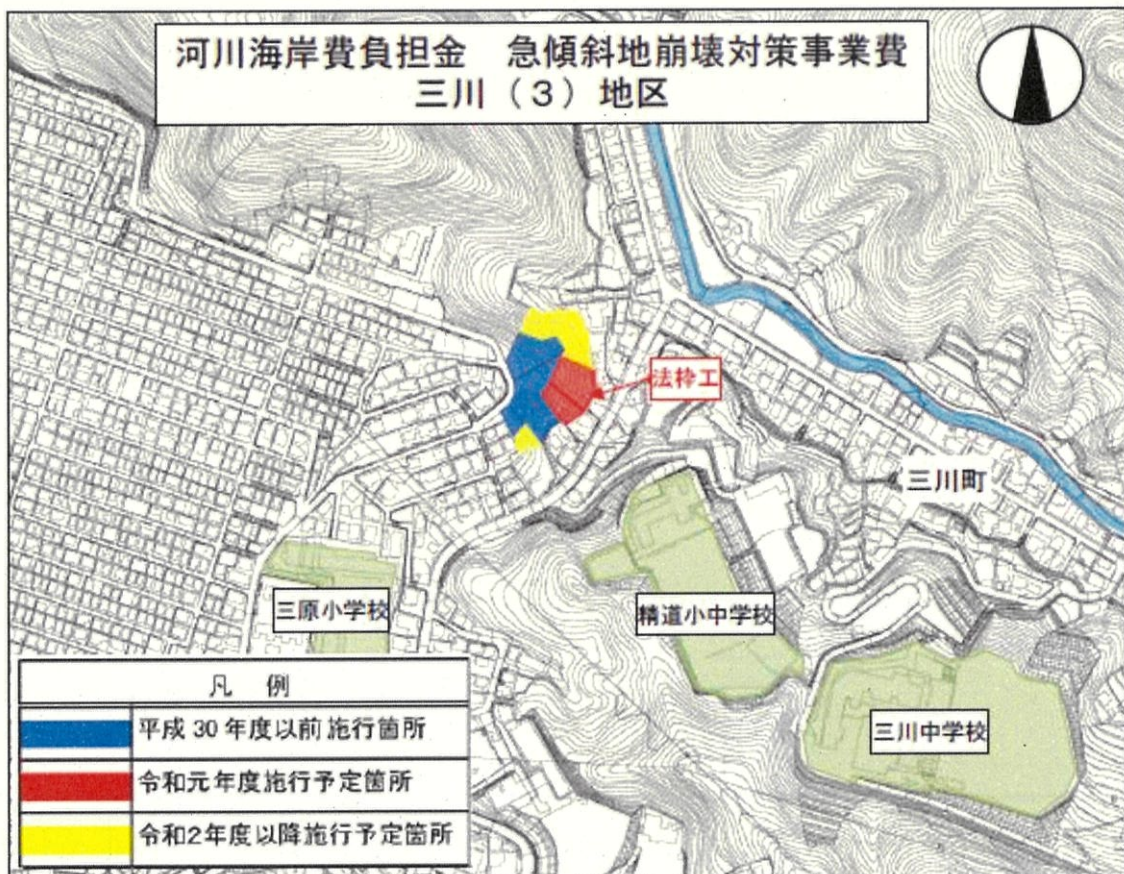 河川海岸費負担金　急傾斜地崩壊対策事業費
三川（３）地区
法枠工
三川町
三原小学校
精道小中学校
三川中学校
凡　例
平成30年度以前施行箇所
令和元年度施行予定箇所
令和2年度以降施行予定箇所